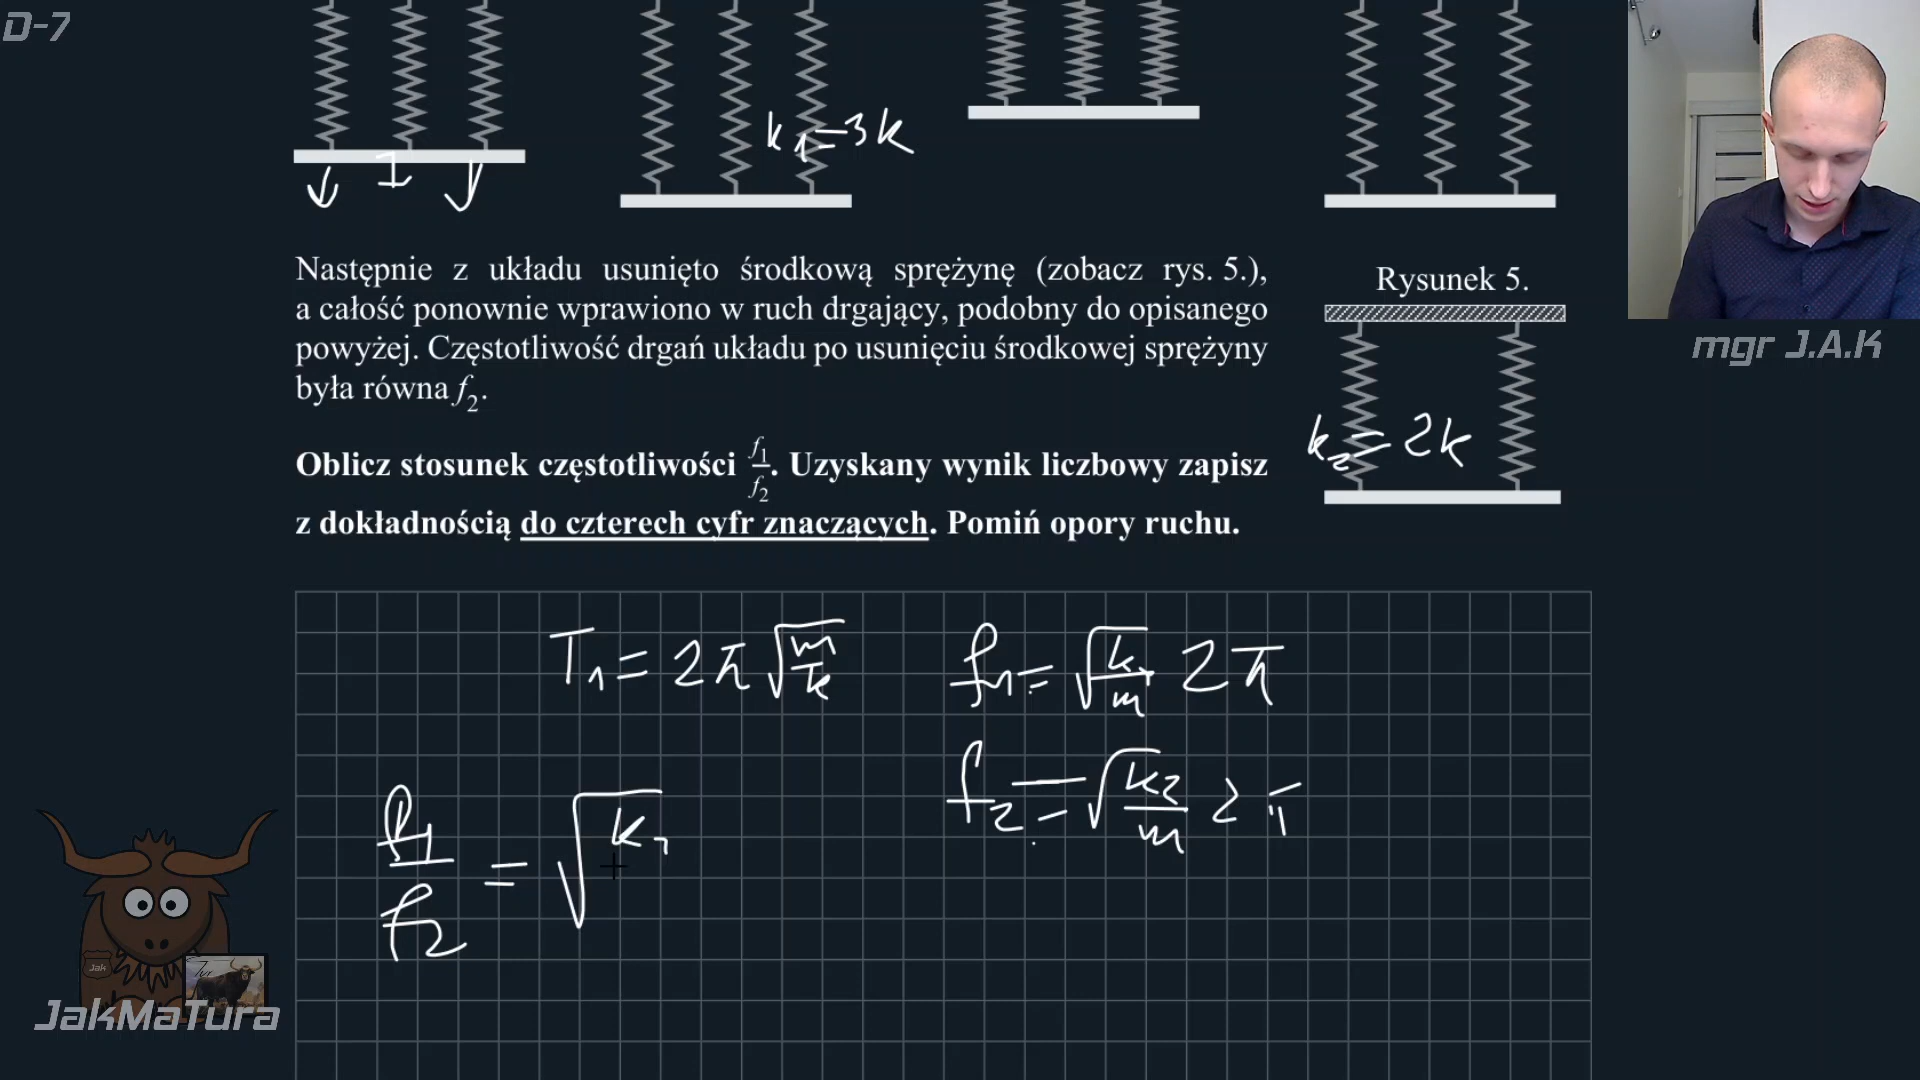 D-7
k₁=3k
Następnie z układu usunięto środkową sprężynę (zobacz rys. 5.),
a całość ponownie wprawiono w ruch drgający, podobny do opisanego
powyżej. Częstotliwość drgań układu po usunięciu środkowej sprężyny
była równa f₂.
Rysunek 5.
k₂=2k
mgr J.A.K
Oblicz stosunek częstotliwości f₁/f₂. Uzyskany wynik liczbowy zapisz
z dokładnością do czterech cyfr znaczących. Pomiń opory ruchu.
T₁=2π√(m/k)
f₁=√(k₁/m) 2π
f₂=√(k₂/m) 2π
f₁/f₂=√k₁
Jak
Tur
JakMaTura